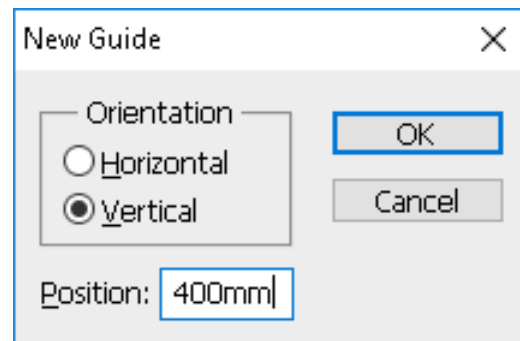 New Guide
Orientation
Horizontal
Vertical
OK
Cancel
Position: 400mm